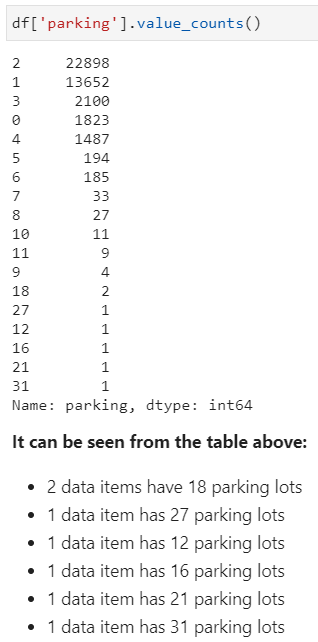 df['parking'].value_counts()
2 22898
1 13652
3 2100
0 1823
4 1487
5 194
6 185
7 33
8 27
10 11
11 9
9 4
18 2
27 1
12 1
16 1
21 1
31 1
Name: parking, dtype: int64
It can be seen from the table above:
• 2 data items have 18 parking lots
• 1 data item has 27 parking lots
• 1 data item has 12 parking lots
• 1 data item has 16 parking lots
• 1 data item has 21 parking lots
• 1 data item has 31 parking lots